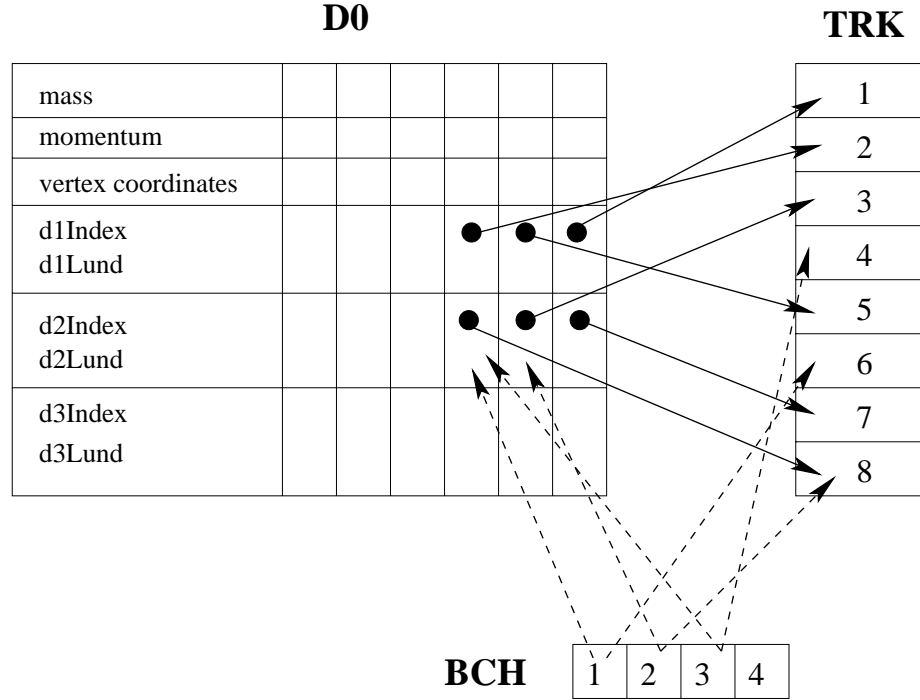 D0
TRK
mass
momentum
vertex coordinates
d1Index
d1Lund
d2Index
d2Lund
d3Index
d3Lund
1
2
3
4
5
6
7
8
BCH
1 2 3 4